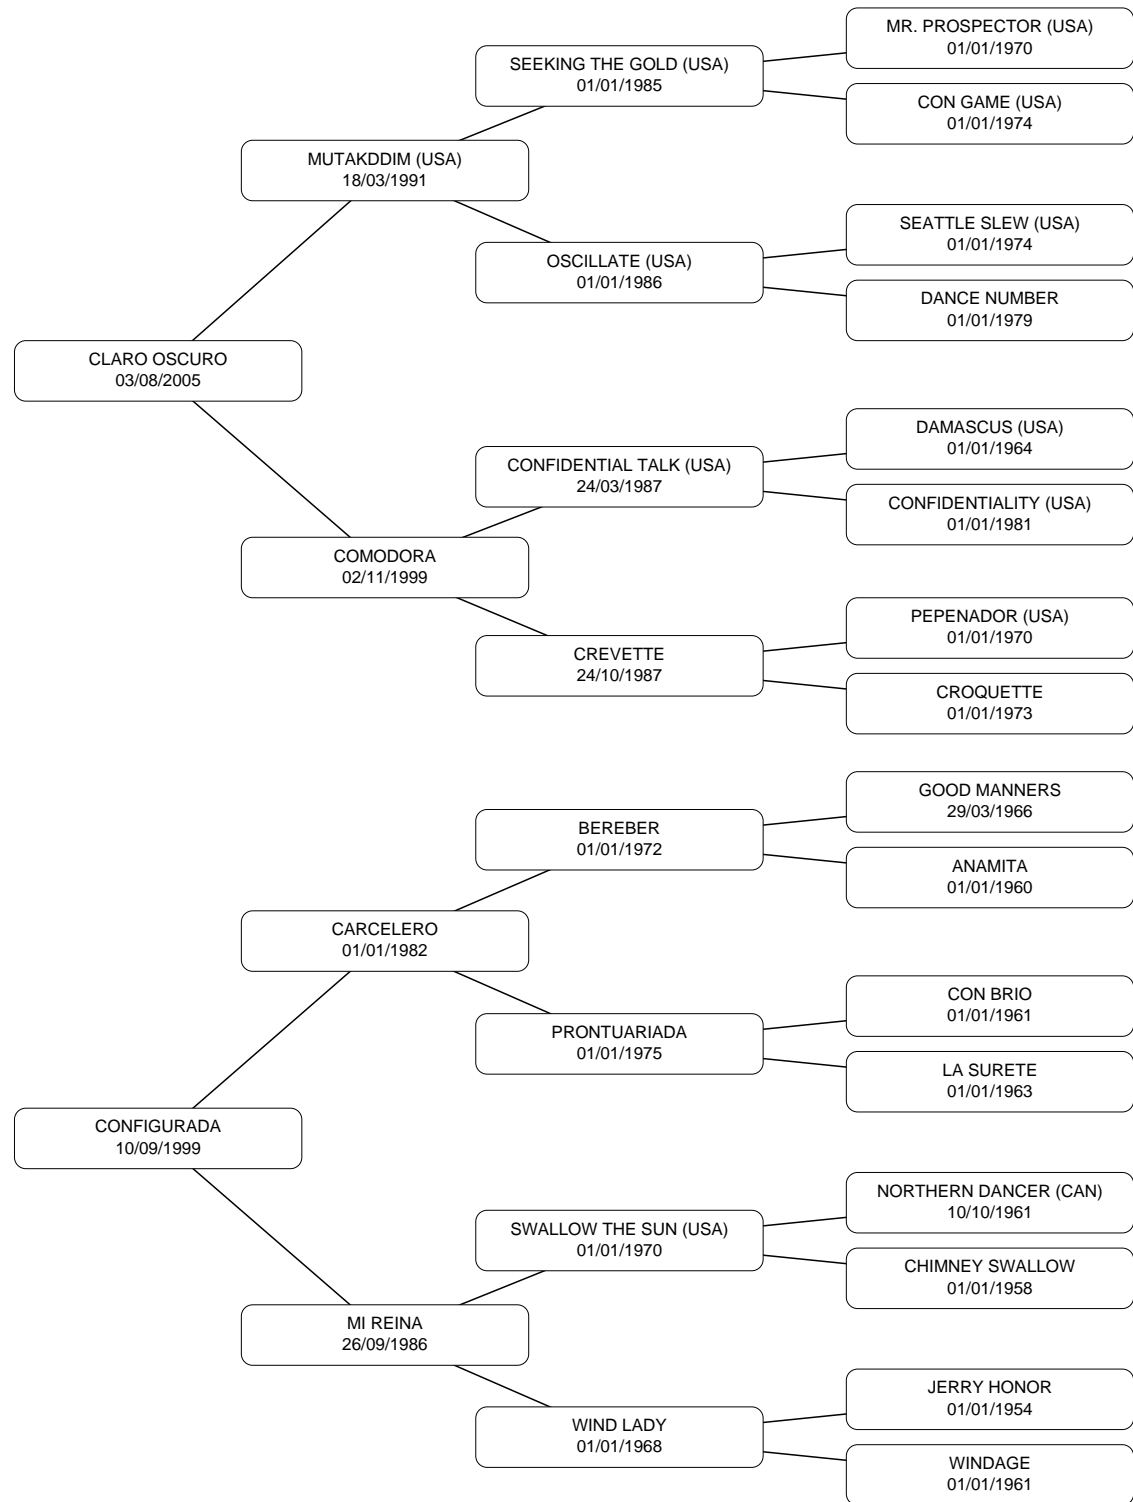 MR. PROSPECTOR (USA)
01/01/1970
SEEKING THE GOLD (USA)
01/01/1985
CON GAME (USA)
01/01/1974
MUTAKDDIM (USA)
18/03/1991
SEATTLE SLEW (USA)
01/01/1974
OSCILLATE (USA)
01/01/1986
DANCE NUMBER
01/01/1979
CLARO OSCURO
03/08/2005
DAMASCUS (USA)
01/01/1964
CONFIDENTIAL TALK (USA)
24/03/1987
CONFIDENTIALITY (USA)
01/01/1981
COMODORA
02/11/1999
PEPENADOR (USA)
01/01/1970
CREVETTE
24/10/1987
CROQUETTE
01/01/1973
GOOD MANNERS
29/03/1966
BEREBER
01/01/1972
ANAMITA
01/01/1960
CARCELERO
01/01/1982
CON BRIO
01/01/1961
PRONTUARIADA
01/01/1975
LA SURETE
01/01/1963
CONFIGURADA
10/09/1999
NORTHERN DANCER (CAN)
10/10/1961
SWALLOW THE SUN (USA)
01/01/1970
CHIMNEY SWALLOW
01/01/1958
MI REINA
26/09/1986
JERRY HONOR
01/01/1954
WIND LADY
01/01/1968
WINDAGE
01/01/1961